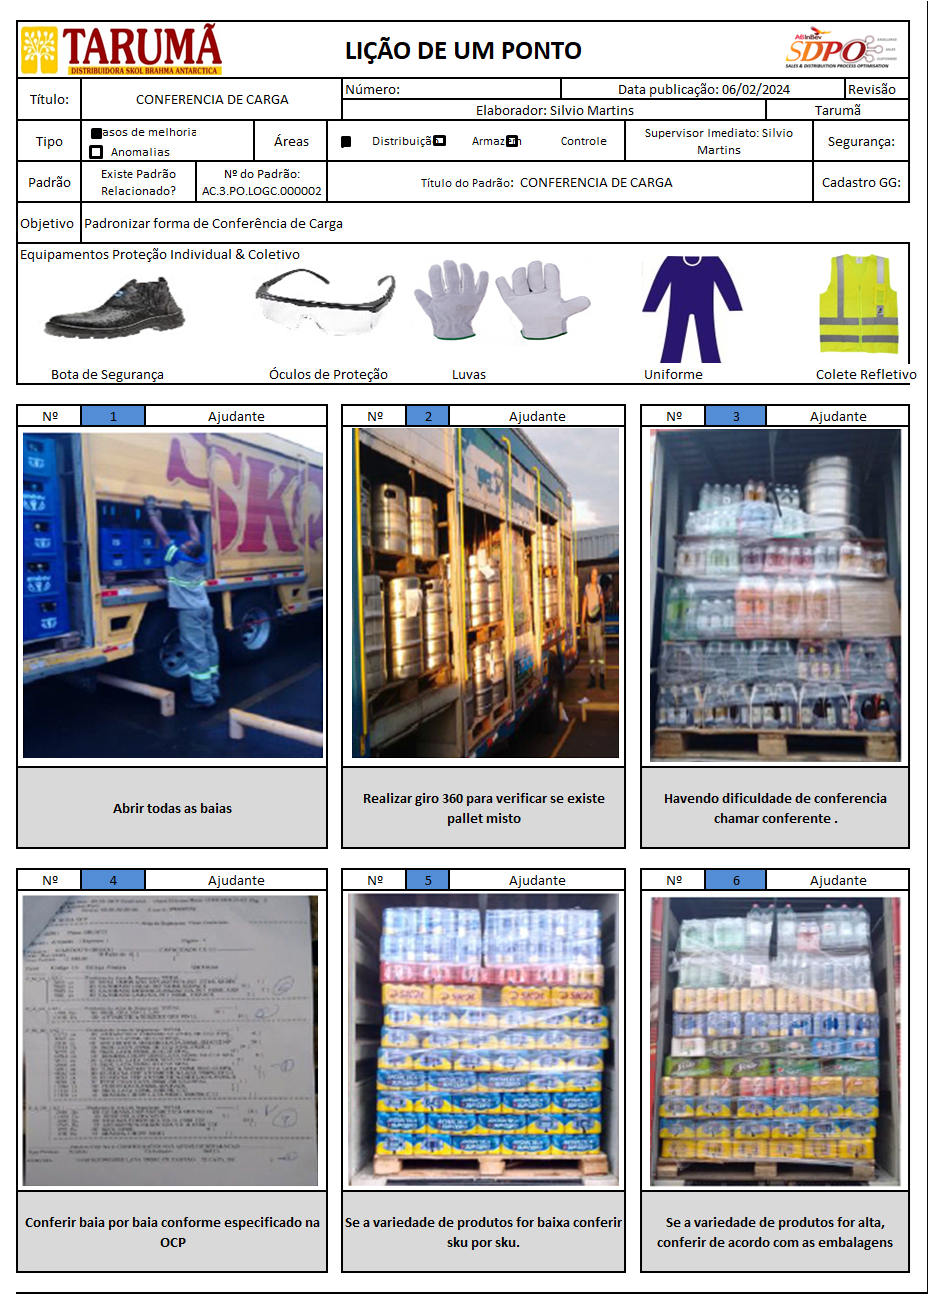 TARUMÃ
DISTRIBUIDORA SKOL BRAHMA ANTARCTICA
LIÇÃO DE UM PONTO
ABInBev
SDPO
EXCELLENCE
SALES
CUSTOMERS
SALES & DISTRIBUTION PROCESS OPTIMISATION
Título:
CONFERENCIA DE CARGA
Número:
Data publicação: 06/02/2024
Revisão
Elaborador: Silvio Martins
Tarumã
Tipo
asos de melhoria
Anomalias
Áreas
Distribuiçã
Armaz
Controle
Supervisor Imediato: Silvio
Martins
Segurança:
Padrão
Existe Padrão
Relacionado?
Nº do Padrão:
AC.3.PO.LOGC.000002
Título do Padrão: CONFERENCIA DE CARGA
Cadastro GG:
Objetivo
Padronizar forma de Conferência de Carga
Equipamentos Proteção Individual & Coletivo
Bota de Segurança
Óculos de Proteção
Luvas
Uniforme
Colete Refletivo
Nº 1 Ajudante
Nº 2 Ajudante
Nº 3 Ajudante
SKO
Abrir todas as baias
Realizar giro 360 para verificar se existe
pallet misto
Havendo dificuldade de conferencia
chamar conferente .
Nº 4 Ajudante
Nº 5 Ajudante
Nº 6 Ajudante
SKOL
Conferir baia por baia conforme especificado na
OCP
Se a variedade de produtos for baixa conferir
sku por sku.
Se a variedade de produtos for alta,
conferir de acordo com as embalagens